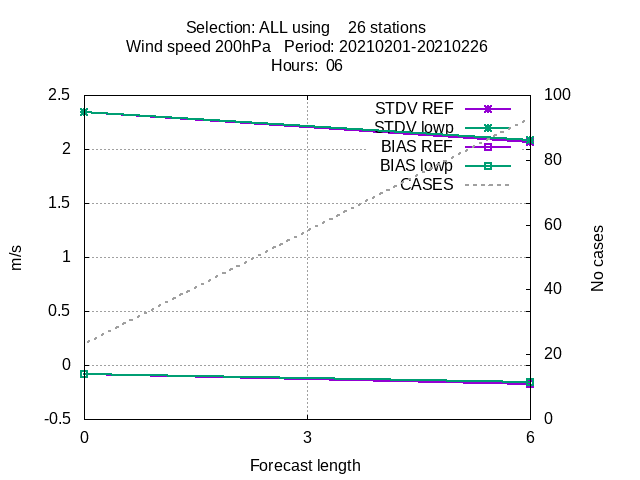 Selection: ALL using    26 stations
Wind speed 200hPa   Period: 20210201-20210226
Hours:  06
2.5
2
1.5
1
0.5
0
-0.5
100
80
60
40
20
0
STDV REF
STDV lowp
BIAS REF
BIAS lowp
CASES
m/s
No cases
0
3
6
Forecast length